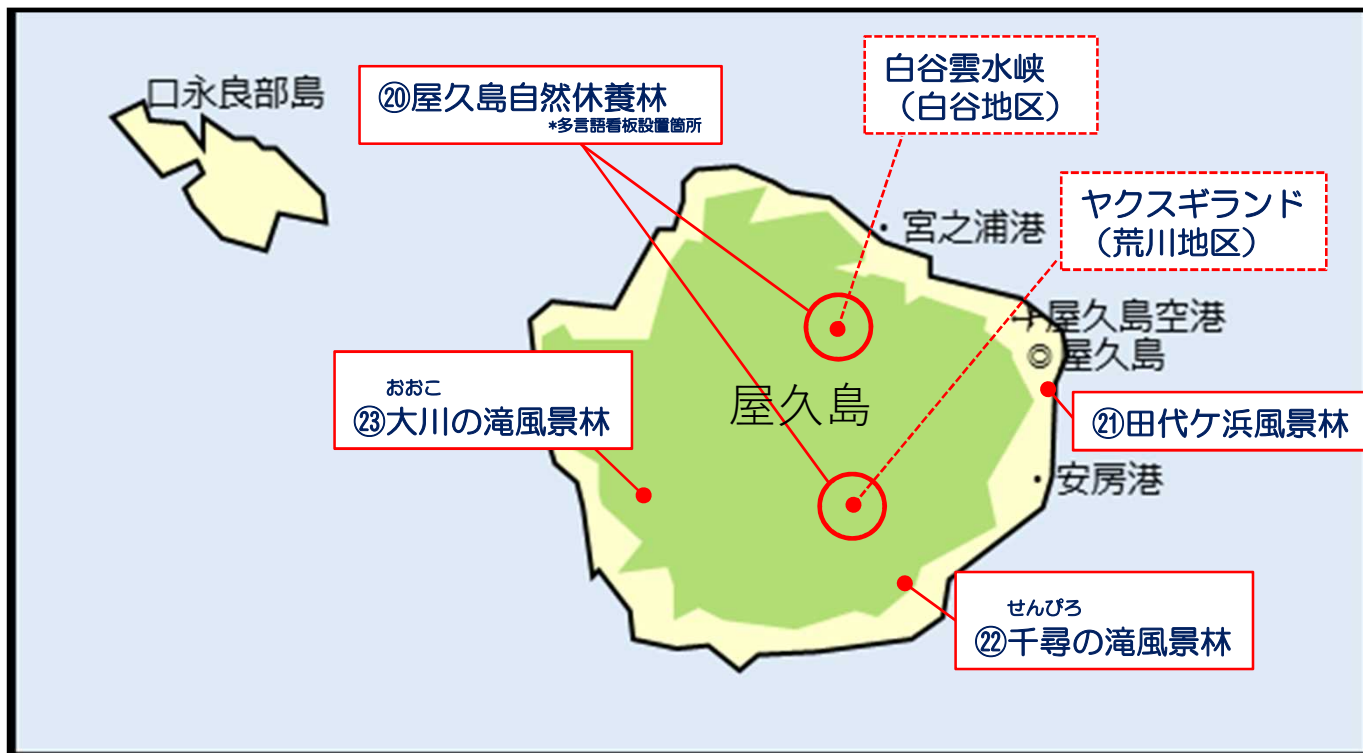 口永良部島
⑳屋久島自然休養林
*多言語看板設置箇所
白谷雲水峡
（白谷地区）
ヤクスギランド
（荒川地区）
宮之浦港
屋久島空港
屋久島
屋久島
おおこ
㉓大川の滝風景林
㉑田代ケ浜風景林
安房港
せんぴろ
㉒千尋の滝風景林